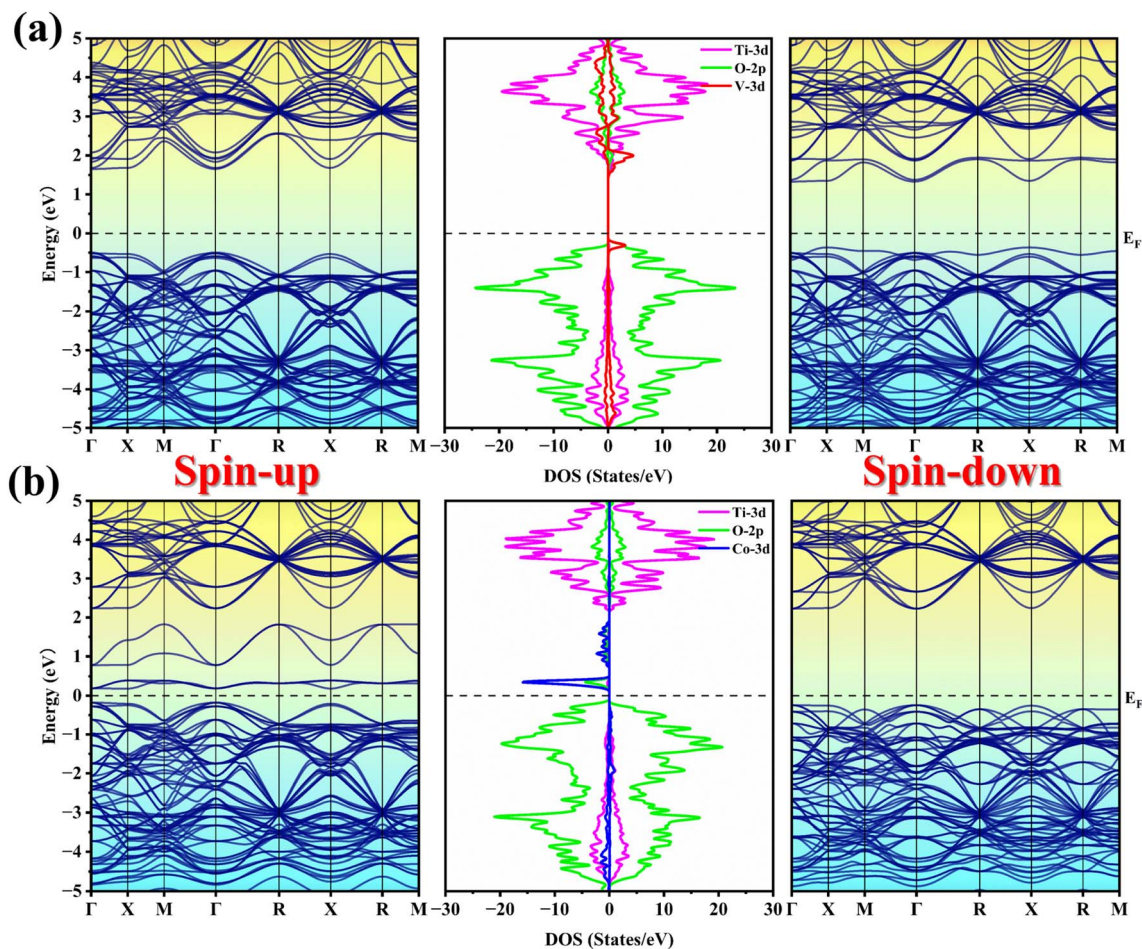 (a)
5
4
3
2
1
0
−1
−2
−3
−4
−5
Energy (eV)
Γ X M Γ R X R M
Ti-3d
O-2p
V-3d
−30 −20 −10 0 10 20 30
DOS (States/eV)
Γ X M Γ R X R M
E_F
Spin-up
Spin-down
(b)
5
4
3
2
1
0
−1
−2
−3
−4
−5
Energy (eV)
Γ X M Γ R X R M
Ti-3d
O-2p
Co-3d
−30 −20 −10 0 10 20 30
DOS (States/eV)
Γ X M Γ R X R M
E_F